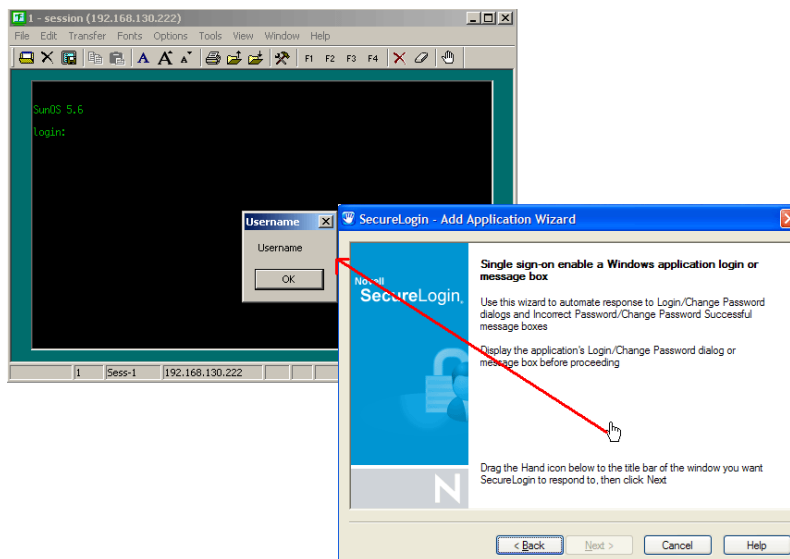 1 - session (192.168.130.222)
File Edit Transfer Fonts Options Tools View Window Help
A A A F1 F2 F3 F4
SunOS 5.6
login:
Username
Username
OK
1 Sess-1 192.168.130.222
SecureLogin - Add Application Wizard
Novell
SecureLogin
Single sign-on enable a Windows application login or
message box
Use this wizard to automate response to Login/Change Password
dialogs and Incorrect Password/Change Password Successful
message boxes
Display the application's Login/Change Password dialog or
message box before proceeding
Drag the Hand icon below to the title bar of the window you want
SecureLogin to respond to, then click Next
N
< Back Next > Cancel Help